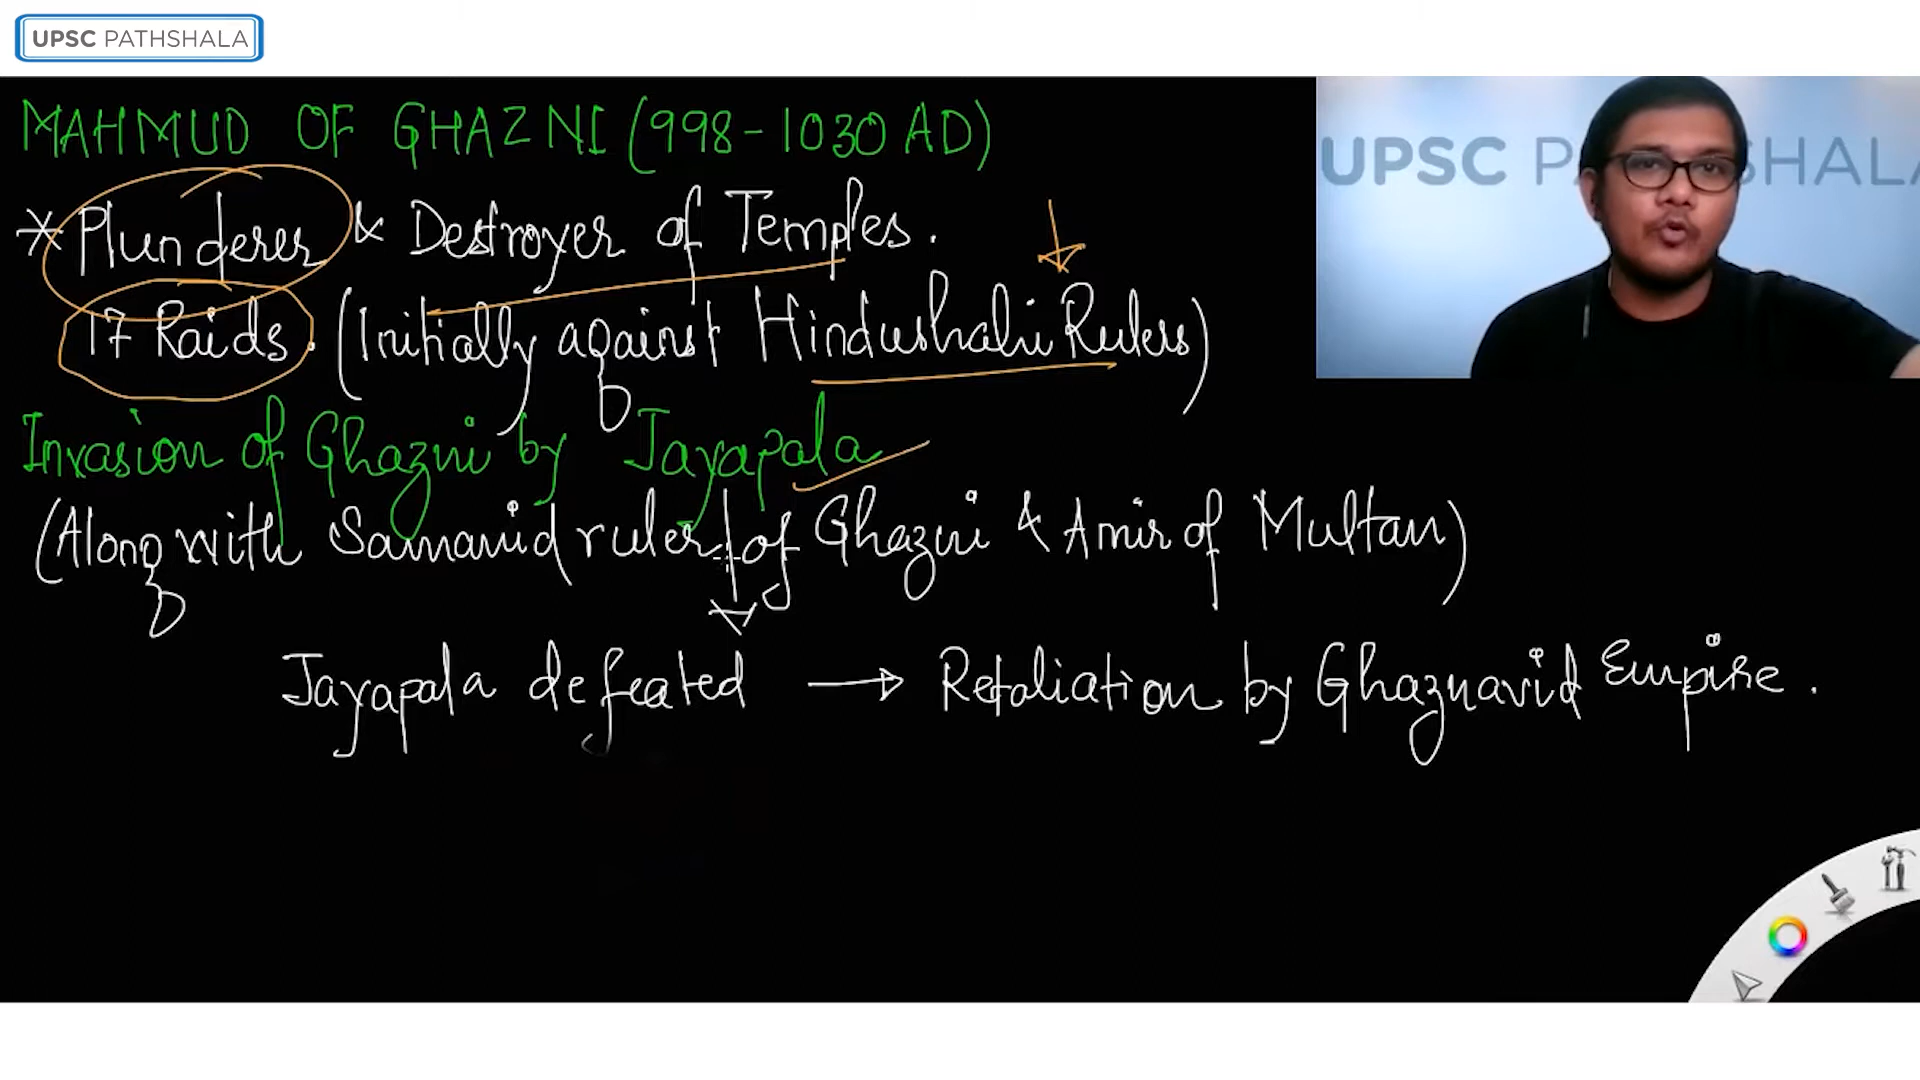 UPSC PATHSHALA
MAHMUD OF GHAZNI (998-1030 AD)
* Plunderer & Destroyer of Temples.
17 Raids. (Initially against Hindushahi Rulers)
Invasion of Ghazni by Jayapala
(Along with Samanid ruler of Ghazni & Amir of Multan)
Jayapala defeated → Retaliation by Ghaznavid Empire.
UPSC P SHALA